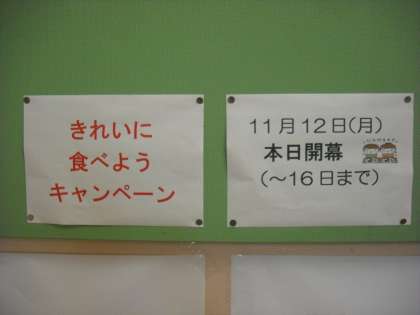 きれいに
食べよう
キャンペーン
11月12日(月)
本日開幕
(〜16日まで)